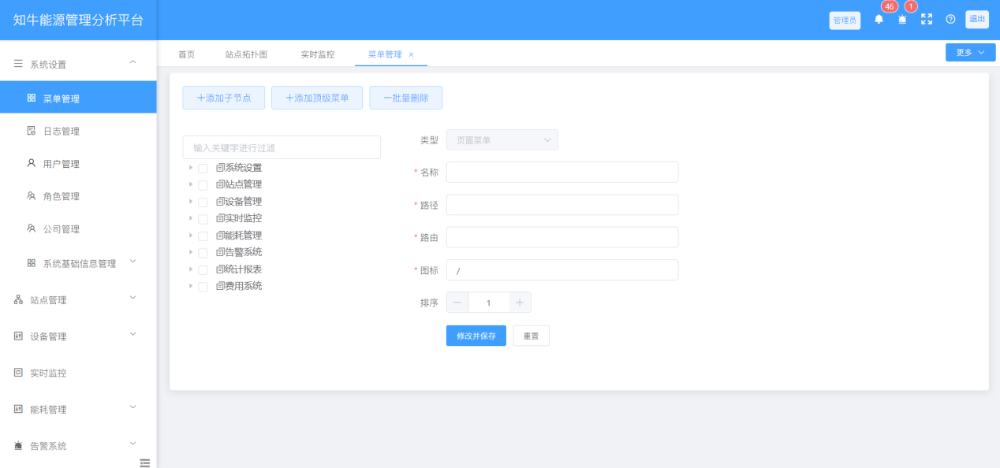 知牛能源管理分析平台
管理员
46
1
退出
系统设置
菜单管理
日志管理
用户管理
角色管理
公司管理
系统基础信息管理
站点管理
设备管理
实时监控
能耗管理
告警系统
首页 站点拓扑图 实时监控 菜单管理 ×
更多
+添加子节点 +添加顶级菜单 一批量删除
输入关键字进行过滤
系统设置
站点管理
设备管理
实时监控
能耗管理
告警系统
统计报表
费用系统
类型 页面菜单
* 名称
* 路径
* 路由
* 图标 /
排序 — 1 +
修改并保存 重置